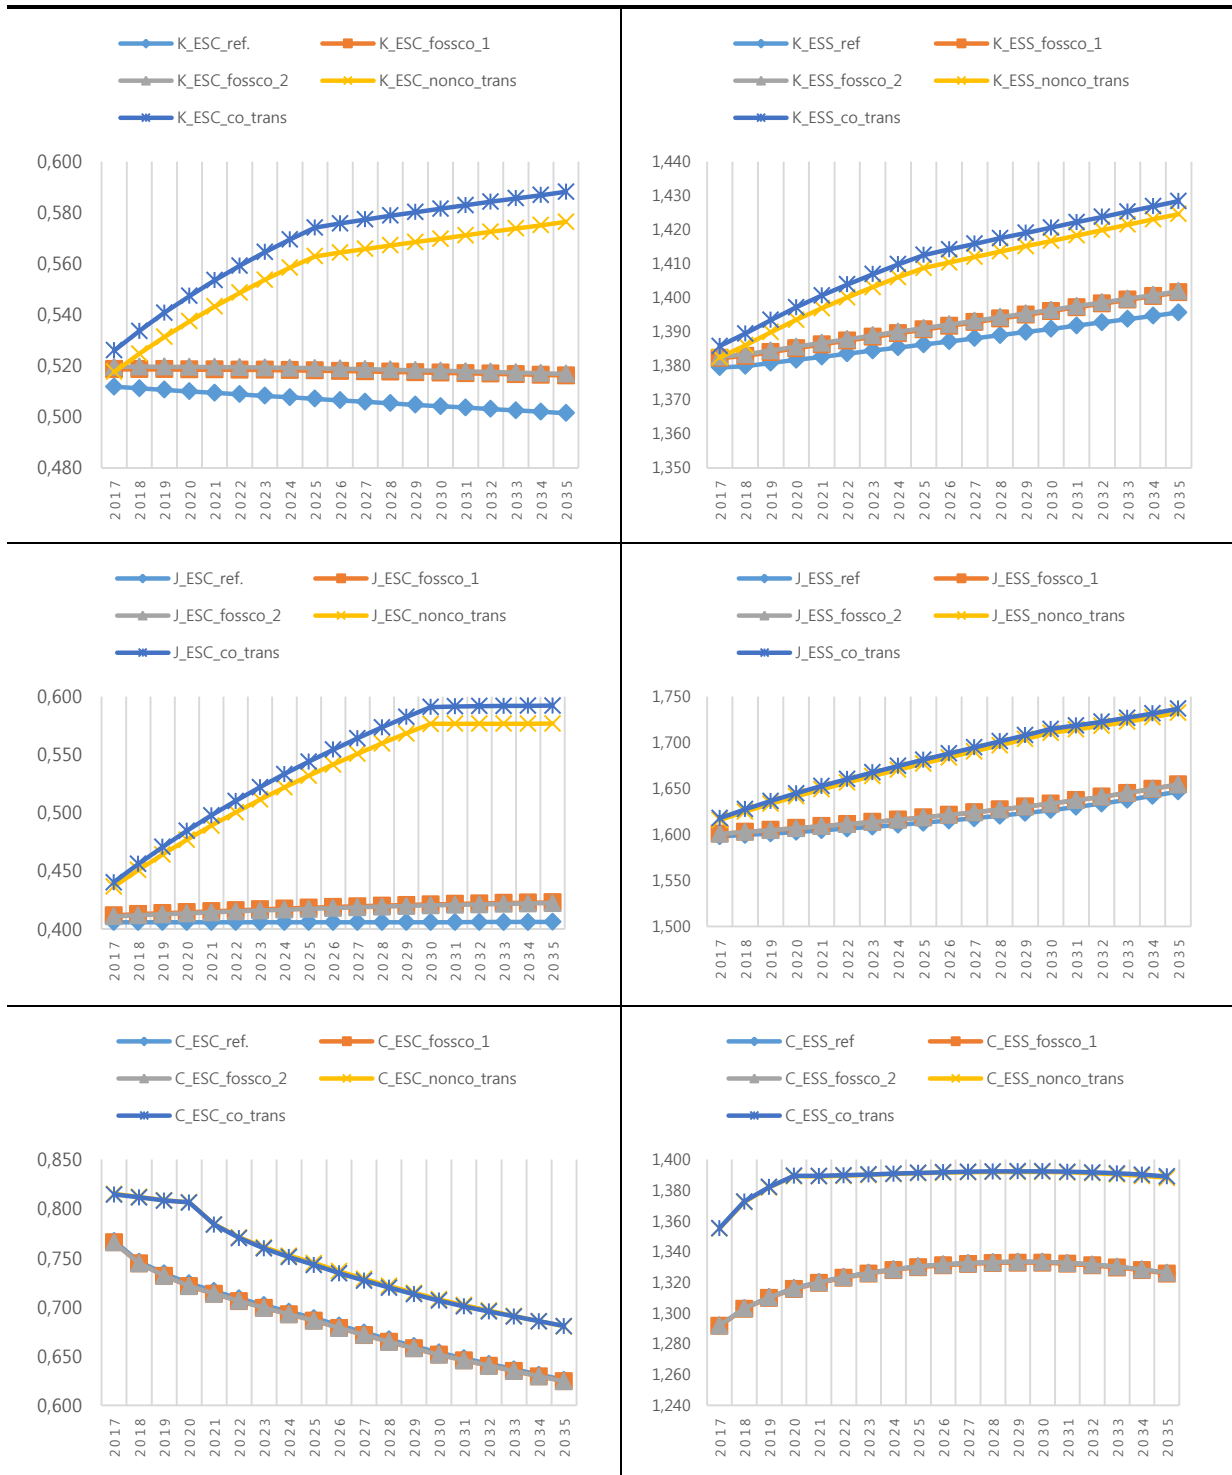 K_ESC_ref. K_ESC_fossco_1
K_ESC_fossco_2 K_ESC_nonco_trans
K_ESC_co_trans
0,600
0,580
0,560
0,540
0,520
0,500
0,480
2017 2018 2019 2020 2021 2022 2023 2024 2025 2026 2027 2028 2029 2030 2031 2032 2033 2034 2035
K_ESS_ref K_ESS_fossco_1
K_ESS_fossco_2 K_ESS_nonco_trans
K_ESS_co_trans
1,440
1,430
1,420
1,410
1,400
1,390
1,380
1,370
1,360
1,350
2017 2018 2019 2020 2021 2022 2023 2024 2025 2026 2027 2028 2029 2030 2031 2032 2033 2034 2035
J_ESC_ref. J_ESC_fossco_1
J_ESC_fossco_2 J_ESC_nonco_trans
J_ESC_co_trans
0,600
0,550
0,500
0,450
0,400
2017 2018 2019 2020 2021 2022 2023 2024 2025 2026 2027 2028 2029 2030 2031 2032 2033 2034 2035
J_ESS_ref J_ESS_fossco_1
J_ESS_fossco_2 J_ESS_nonco_trans
J_ESS_co_trans
1,750
1,700
1,650
1,600
1,550
1,500
2017 2018 2019 2020 2021 2022 2023 2024 2025 2026 2027 2028 2029 2030 2031 2032 2033 2034 2035
C_ESC_ref. C_ESC_fossco_1
C_ESC_fossco_2 C_ESC_nonco_trans
C_ESC_co_trans
0,850
0,800
0,750
0,700
0,650
0,600
2017 2018 2019 2020 2021 2022 2023 2024 2025 2026 2027 2028 2029 2030 2031 2032 2033 2034 2035
C_ESS_ref C_ESS_fossco_1
C_ESS_fossco_2 C_ESS_nonco_trans
C_ESS_co_trans
1,400
1,380
1,360
1,340
1,320
1,300
1,280
1,260
1,240
2017 2018 2019 2020 2021 2022 2023 2024 2025 2026 2027 2028 2029 2030 2031 2032 2033 2034 2035